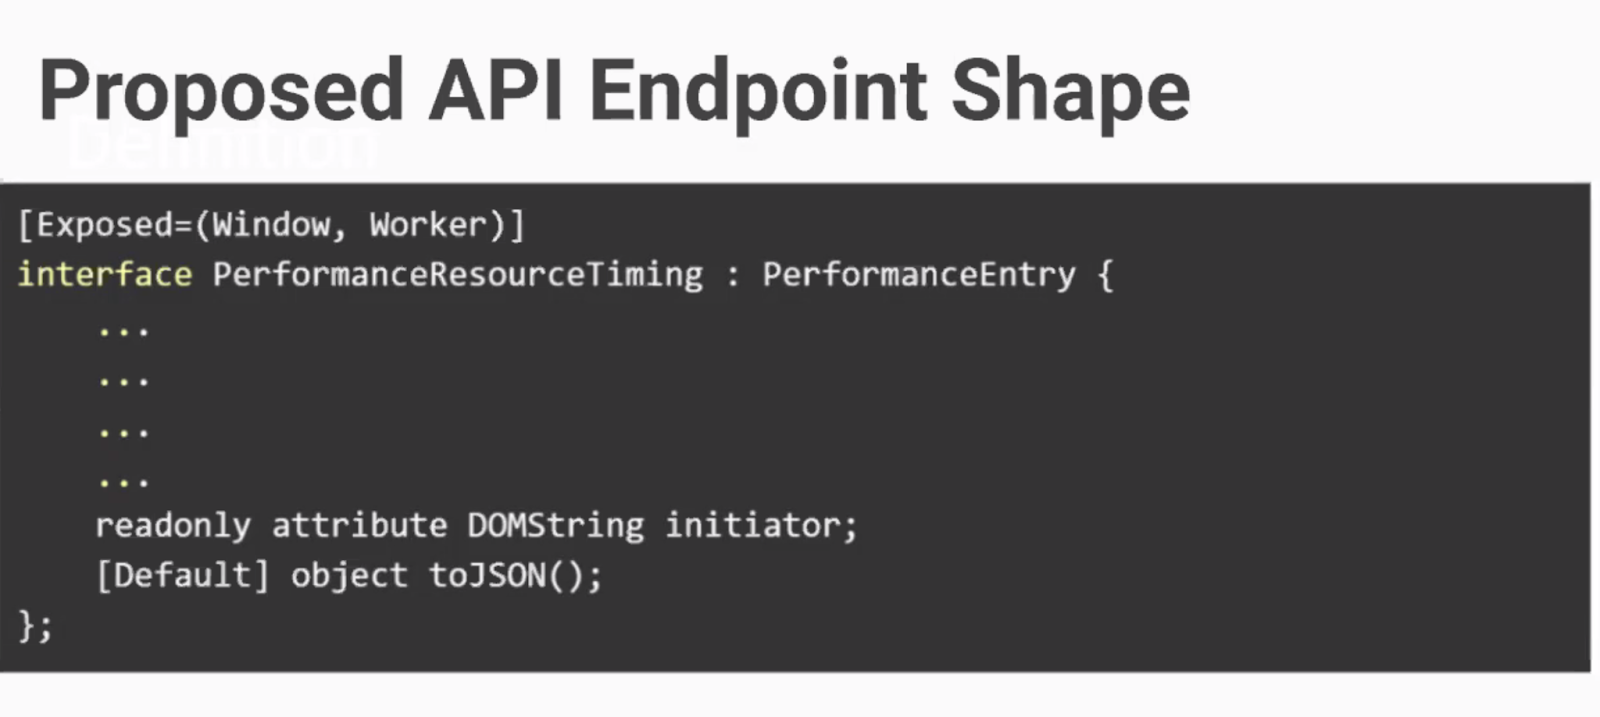 Proposed API Endpoint Shape
Definition
[Exposed=(Window, Worker)]
interface PerformanceResourceTiming : PerformanceEntry {
...
...
...
...
readonly attribute DOMString initiator;
[Default] object toJSON();
};